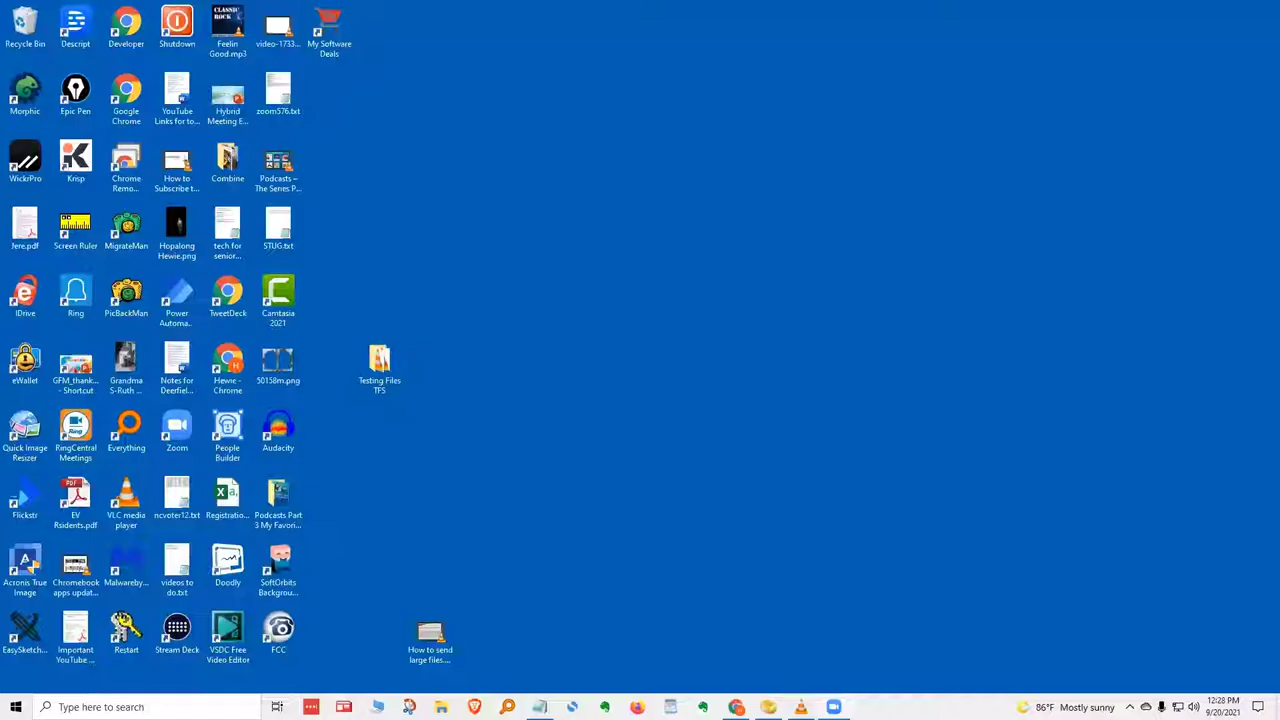 Recycle Bin
Descript
Developer
Shutdown
CLASSIC
ROCK
Feelin
Good.mp3
video-1733...
My Software
Deals
Morphic
Epic Pen
Google
Chrome
YouTube
Links for to...
Hybrid
Meeting E...
zoom576.txt
WickrPro
Krisp
Chrome
Remo...
How to
Subscribe t...
Combine
Podcasts –
The Series P...
Jere.pdf
Screen Ruler
MigrateMan
Hopalong
Hewie.png
tech for
senior...
STUG.txt
IDrive
Ring
PicBackMan
Power
Automa...
TweetDeck
Camtasia
2021
eWallet
GFM_thank...
- Shortcut
Grandma
S-Ruth ...
Notes for
Deerfiel...
Hewie -
Chrome
50158m.png
Testing Files
TFS
Quick Image
Resizer
RingCentral
Meetings
Everything
Zoom
People
Builder
Audacity
Flickstr
PDF
EV
Rsidents.pdf
VLC media
player
ncvoter12.txt
Registratio...
Podcasts Part
3 My Favori...
Acronis True
Image
Chromebook
apps updat...
Malwareby...
videos to
do.txt
Doodly
SoftOrbits
Backgrou...
EasySketch...
Important
YouTube....
Restart
Stream Deck
VSDC Free
Video Editor
FCC
How to send
large files....
Type here to search
86°F Mostly sunny
12:28 PM
9/20/2021